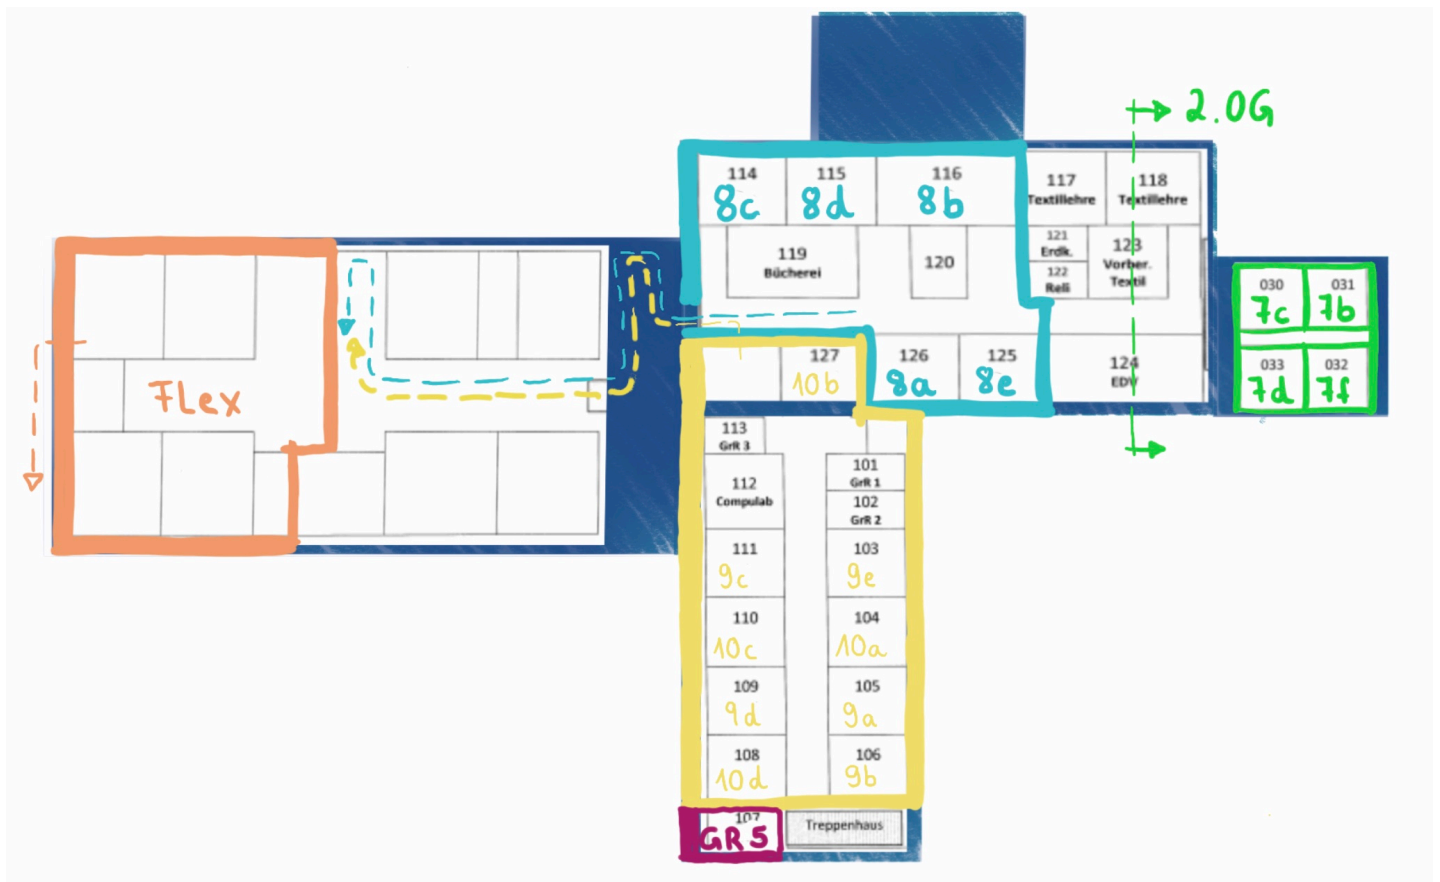 2.0G
114
8c
115
8d
116
8b
117
Textillehre
118
Textillehre
119
Bücherei
120
121
Erdk.
122
Reli
123
Vorber.
Textil
030
7c
031
7b
033
7d
032
7f
Flex
127
10b
126
8a
125
8e
124
EDV
113
GrR 3
112
Compulab
101
GrR 1
102
GrR 2
111
9c
103
9e
110
10c
104
10a
109
9d
105
9a
108
10d
106
9b
107
GR5
Treppenhaus